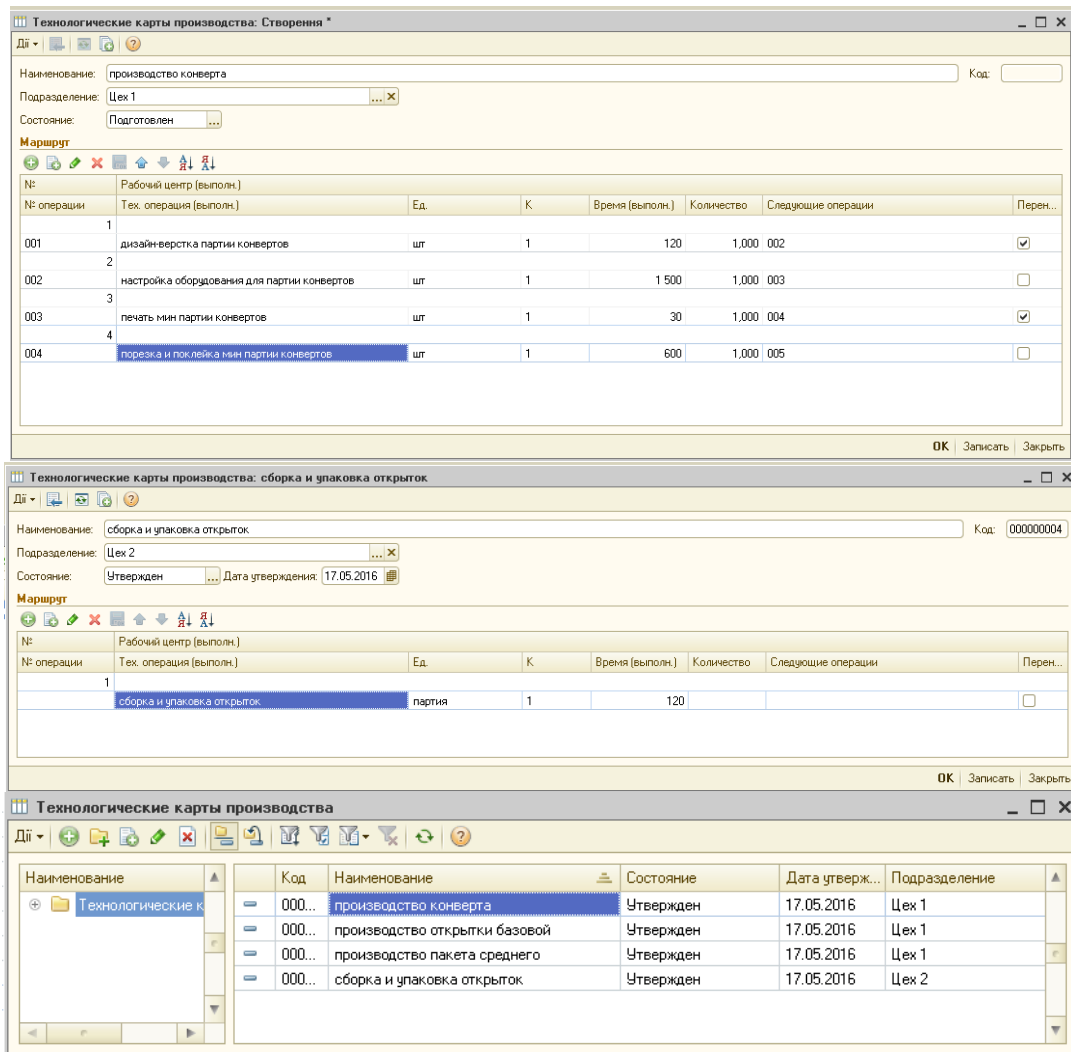 Технологические карты производства: Створення *
Дії
Наименование: производство конверта Код:
Подразделение: Цех 1 ... ×
Состояние: Подготовлен ...
Маршрут
№ Рабочий центр (выполн.)
№ операции Тех. операция (выполн.) Ед. К Время (выполн.) Количество Следующие операции Перен...
1
001 дизайн-верстка партии конвертов шт 1 120 1,000 002
2
002 настройка оборудования для партии конвертов шт 1 1 500 1,000 003
3
003 печать мин партии конвертов шт 1 30 1,000 004
4
004 порезка и поклейка мин партии конвертов шт 1 600 1,000 005
OK Записать Закрыть
Технологические карты производства: сборка и упаковка открыток
Дії
Наименование: сборка и упаковка открыток Код: 000000004
Подразделение: Цех 2 ... ×
Состояние: Утвержден ... Дата утверждения: 17.05.2016
Маршрут
№ Рабочий центр (выполн.)
№ операции Тех. операция (выполн.) Ед. К Время (выполн.) Количество Следующие операции Перен...
1
сборка и упаковка открыток партия 1 120
OK Записать Закрыть
Технологические карты производства
Дії
Наименование Код Наименование Состояние Дата утверж... Подразделение
Технологические к 000... производство конверта Утвержден 17.05.2016 Цех 1
000... производство открытки базовой Утвержден 17.05.2016 Цех 1
000... производство пакета среднего Утвержден 17.05.2016 Цех 1
000... сборка и упаковка открыток Утвержден 17.05.2016 Цех 2